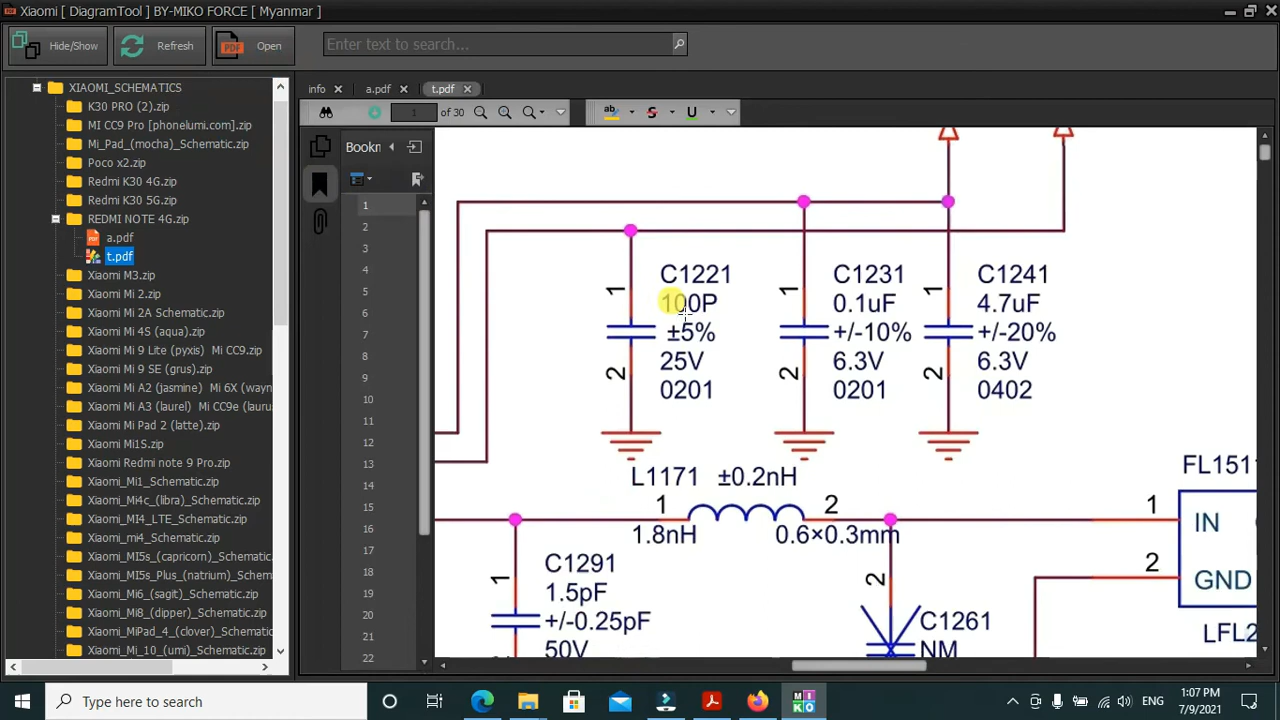 Xiaomi [ DiagramTool ] BY-MIKO FORCE [ Myanmar ]
Hide/Show
Refresh
PDF
Open
Enter text to search...
XIAOMI_SCHEMATICS
K30 PRO (2).zip
MI CC9 Pro [phonelumi.com].zip
Mi_Pad_(mocha)_Schematic.zip
Poco x2.zip
Redmi K30 4G.zip
Redmi K30 5G.zip
REDMI NOTE 4G.zip
a.pdf
t.pdf
Xiaomi M3.zip
Xiaomi Mi 2.zip
Xiaomi Mi 2A Schematic.zip
Xiaomi Mi 4S (aqua).zip
Xiaomi Mi 9 Lite (pyxis) Mi CC9.zip
Xiaomi Mi 9 SE (grus).zip
Xiaomi Mi A2 (jasmine) Mi 6X (wayn
Xiaomi Mi A3 (laurel) Mi CC9e (lauru
Xiaomi Mi Pad 2 (latte).zip
Xiaomi Mi1S.zip
Xiaomi Redmi note 9 Pro.zip
Xiaomi_Mi1_Schematic.zip
Xiaomi_Mi4c_(libra)_Schematic.zip
Xiaomi_MI4_LTE_Schematic.zip
Xiaomi_mi4_Schematic.zip
Xiaomi_MI5s_(capricorn)_Schematic.zip
Xiaomi_MI5s_Plus_(natrium)_Schem
Xiaomi_Mi6_(sagit)_Schematic.zip
Xiaomi_Mi8_(dipper)_Schematic.zip
Xiaomi_MiPad_4_(clover)_Schematic
Xiaomi_Mi_10_(umi)_Schematic.zip
info
a.pdf
t.pdf
1 of 30
ab
S
U
Bookn
1
2
3
4
5
6
7
8
9
10
11
12
13
14
15
16
17
18
19
20
21
22
1
2
C1221
100P
±5%
25V
0201
1
2
C1231
0.1uF
+/-10%
6.3V
0201
1
2
C1241
4.7uF
+/-20%
6.3V
0402
L1171 ±0.2nH
1 2
1.8nH 0.6×0.3mm
1
C1291
1.5pF
+/-0.25pF
50V
2
C1261
NM
FL151
1 IN
2 GND
LFL2
Type here to search
MI
KO
ENG
1:07 PM
7/9/2021